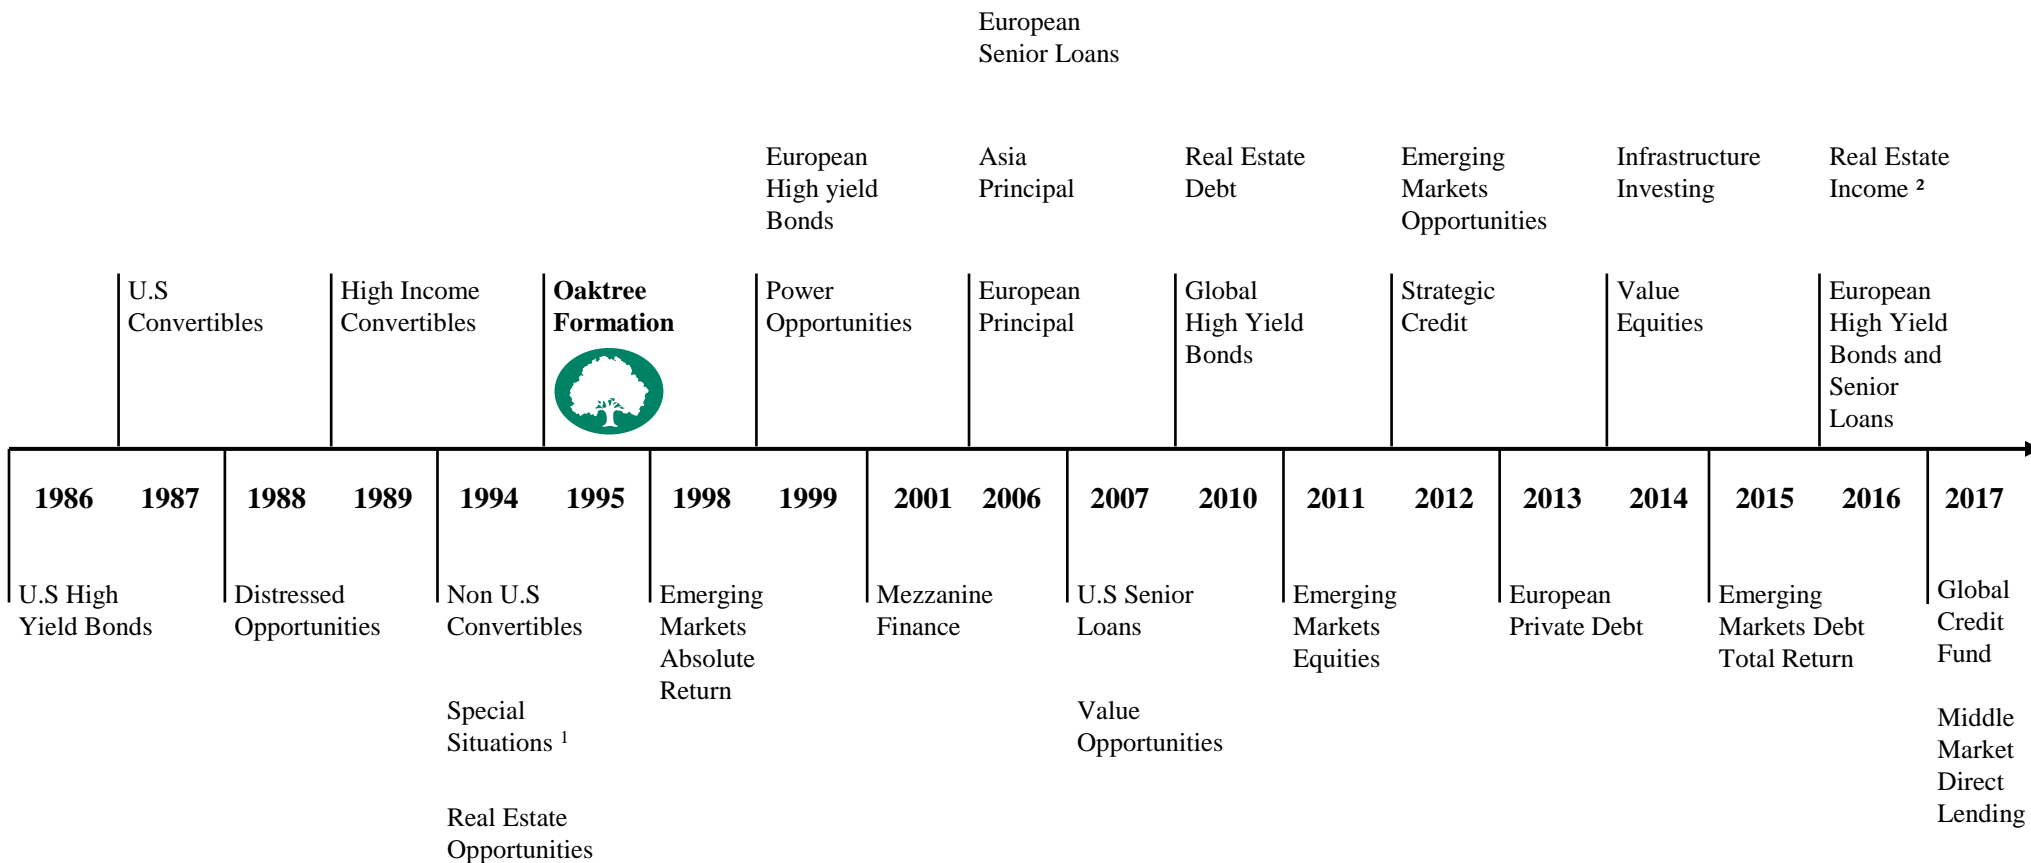 European
Senior Loans
European
High yield
Bonds
Asia
Principal
Real Estate
Debt
Emerging
Markets
Opportunities
Infrastructure
Investing
Real Estate
Income ²
U.S
Convertibles
High Income
Convertibles
Oaktree
Formation
Power
Opportunities
European
Principal
Global
High Yield
Bonds
Strategic
Credit
Value
Equities
European
High Yield
Bonds and
Senior
Loans
1986 1987 1988 1989 1994 1995 1998 1999 2001 2006 2007 2010 2011 2012 2013 2014 2015 2016 2017
U.S High
Yield Bonds
Distressed
Opportunities
Non U.S
Convertibles
Special
Situations ¹
Real Estate
Opportunities
Emerging
Markets
Absolute
Return
Mezzanine
Finance
U.S Senior
Loans
Value
Opportunities
Emerging
Markets
Equities
European
Private Debt
Emerging
Markets Debt
Total Return
Global
Credit
Fund
Middle
Market
Direct
Lending